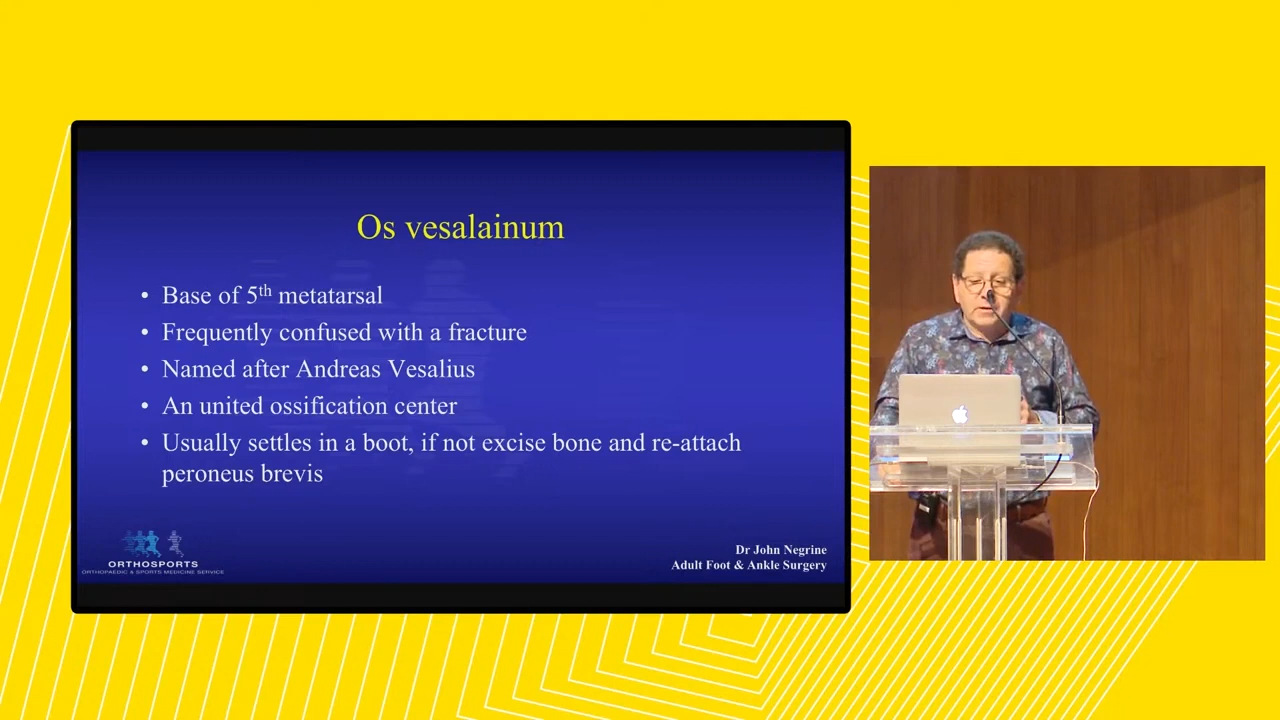 Os vesalainum
• Base of 5th metatarsal
• Frequently confused with a fracture
• Named after Andreas Vesalius
• An united ossification center
• Usually settles in a boot, if not excise bone and re-attach
peroneus brevis
ORTHOSPORTS
ORTHOPAEDIC & SPORTS MEDICINE SERVICE
Dr John Negrine
Adult Foot & Ankle Surgery